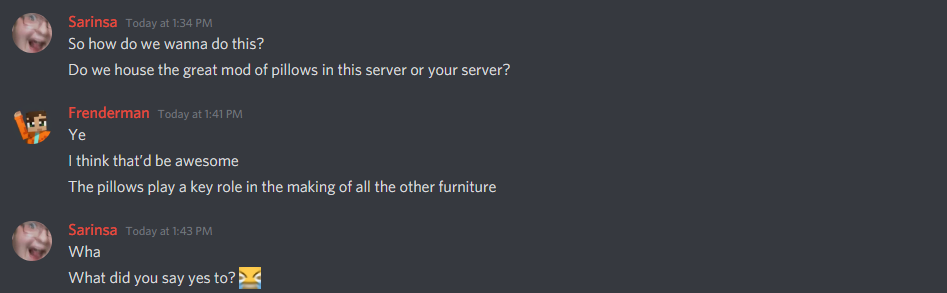 Sarinsa Today at 1:34 PM
So how do we wanna do this?
Do we house the great mod of pillows in this server or your server?
Frenderman Today at 1:41 PM
Ye
I think that'd be awesome
The pillows play a key role in the making of all the other furniture
Sarinsa Today at 1:43 PM
Wha
What did you say yes to?